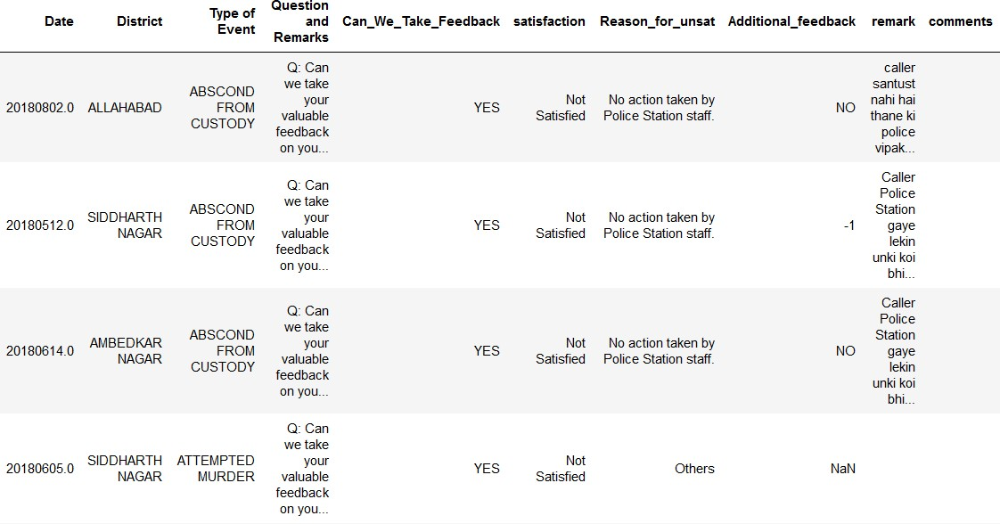 Date District Type of Event Question and Remarks Can_We_Take_Feedback satisfaction Reason_for_unsat Additional_feedback remark comments
20180802.0 ALLAHABAD ABSCOND FROM CUSTODY Q: Can we take your valuable feedback on you... YES Not Satisfied No action taken by Police Station staff. NO caller santust nahi hai thane ki police vipak...
20180512.0 SIDDHARTH NAGAR ABSCOND FROM CUSTODY Q: Can we take your valuable feedback on you... YES Not Satisfied No action taken by Police Station staff. -1 Caller Police Station gaye lekin unki koi bhi...
20180614.0 AMBEDKAR NAGAR ABSCOND FROM CUSTODY Q: Can we take your valuable feedback on you... YES Not Satisfied No action taken by Police Station staff. NO Caller Police Station gaye lekin unki koi bhi...
20180605.0 SIDDHARTH NAGAR ATTEMPTED MURDER Q: Can we take your valuable feedback on you... YES Not Satisfied Others NaN